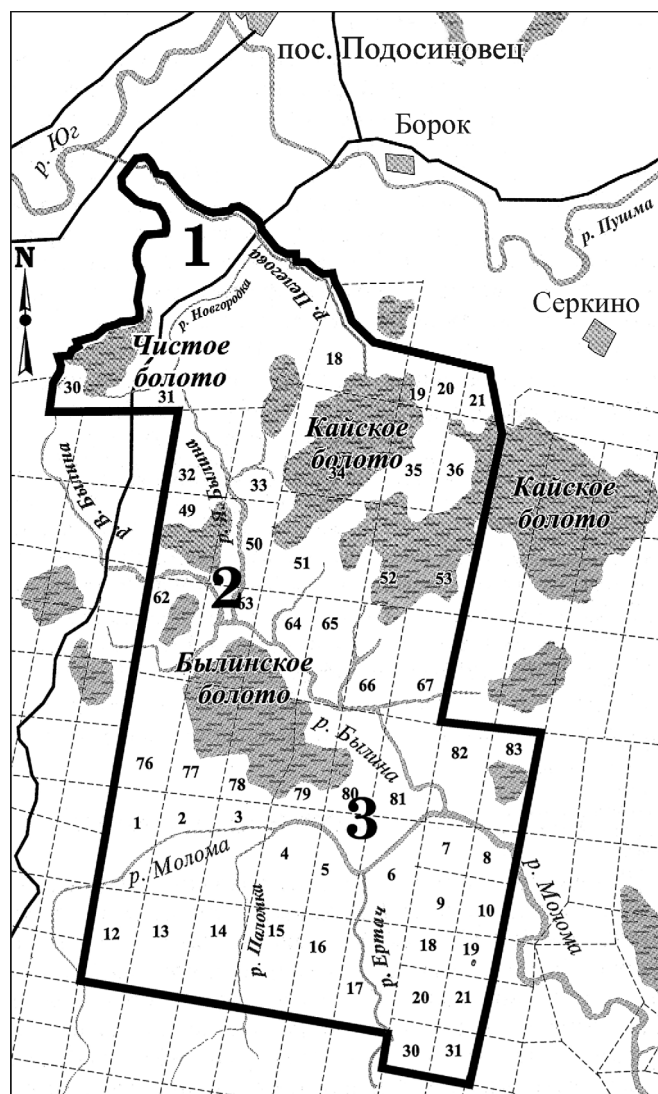 пос. Подосиновец
Борок
р. Юг
р. Пушма
1
N
р. Пелегова
р. Новгородка
Серкино
Чистое
болото
18
30
31
19 20 21
Кайское
болото
р. В. Былина
р. Я. Былина
32
33
34
35
36
Кайское
болото
49
50
51
52
53
2
62
63
64
65
Былинское
болото
66
67
р. Былина
76
77
78
79
80
81
82
83
1
2
3
3
р. Молома
4
5
6
7
8
р. Молома
9
10
р. Паломка
р. Ертач
12
13
14
15
16
17
18
19
20
21
30
31